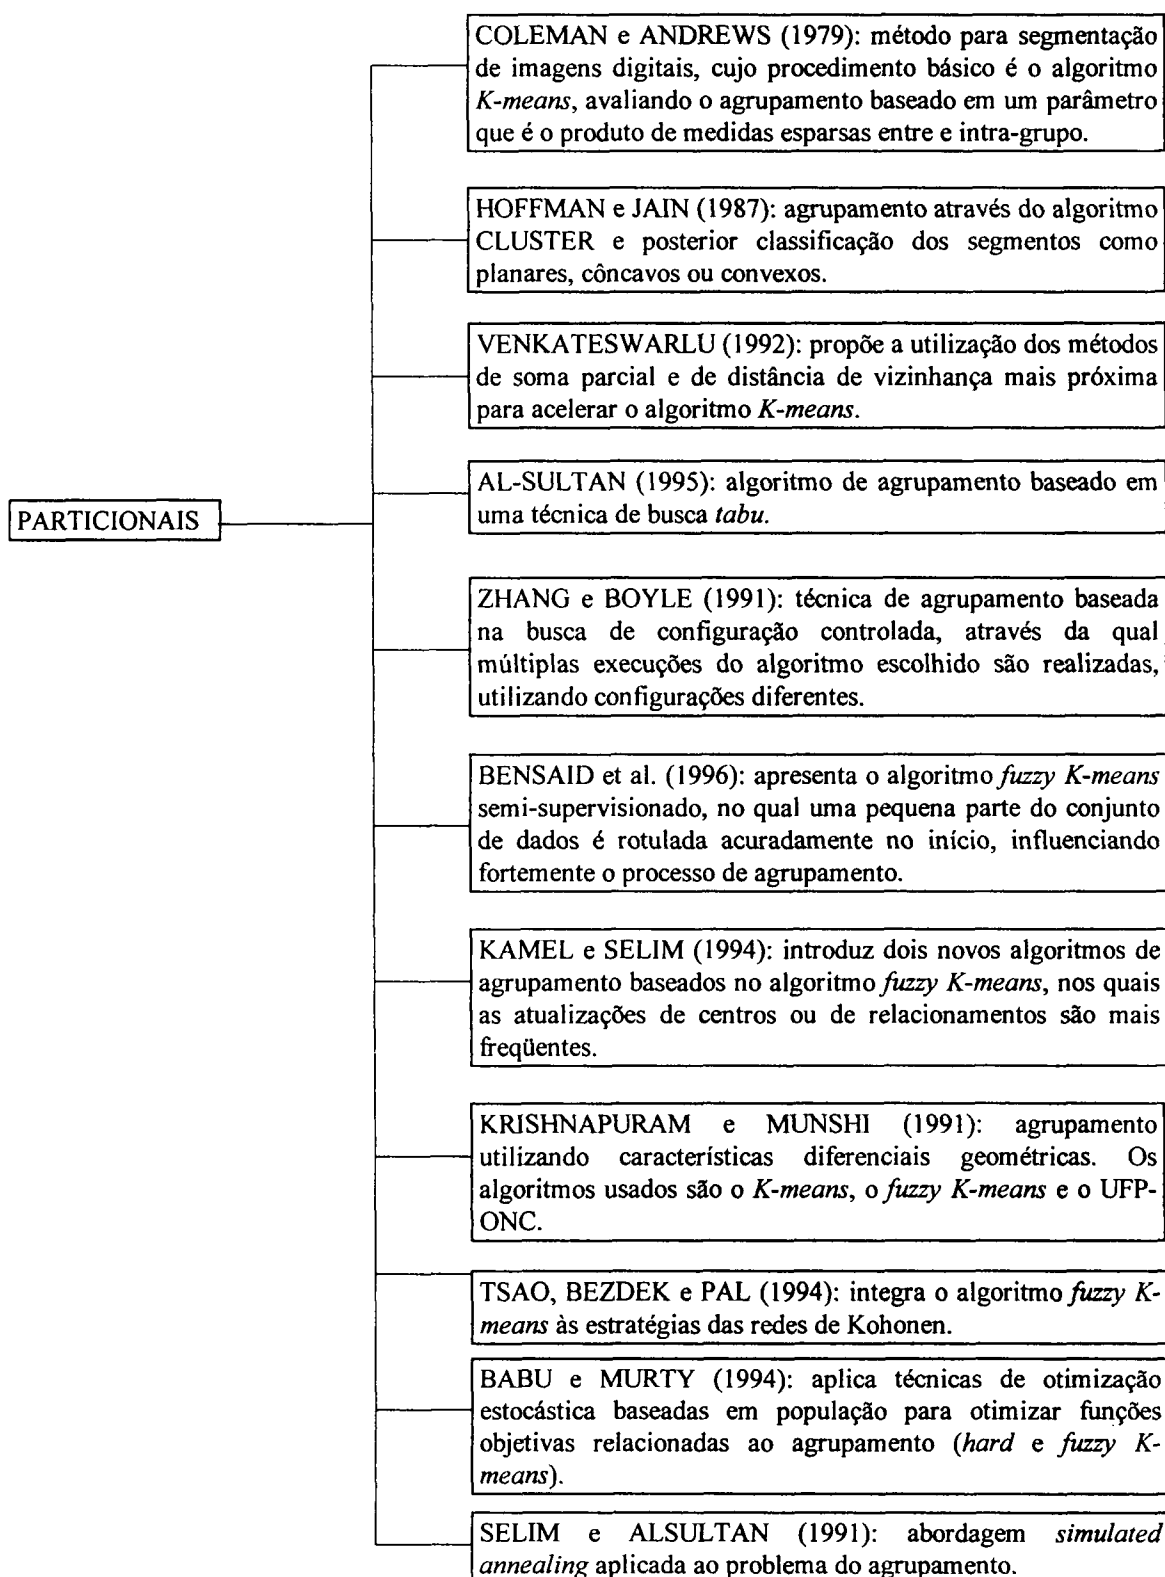 COLEMAN e ANDREWS (1979): método para segmentação
de imagens digitais, cujo procedimento básico é o algoritmo
K-means, avaliando o agrupamento baseado em um parâmetro
que é o produto de medidas esparsas entre e intra-grupo.
HOFFMAN e JAIN (1987): agrupamento através do algoritmo
CLUSTER e posterior classificação dos segmentos como
planares, côncavos ou convexos.
VENKATESWARLU (1992): propõe a utilização dos métodos
de soma parcial e de distância de vizinhança mais próxima
para acelerar o algoritmo K-means.
AL-SULTAN (1995): algoritmo de agrupamento baseado em
uma técnica de busca tabu.
PARTICIONAIS
ZHANG e BOYLE (1991): técnica de agrupamento baseada
na busca de configuração controlada, através da qual
múltiplas execuções do algoritmo escolhido são realizadas,
utilizando configurações diferentes.
BENSAID et al. (1996): apresenta o algoritmo fuzzy K-means
semi-supervisionado, no qual uma pequena parte do conjunto
de dados é rotulada acuradamente no início, influenciando
fortemente o processo de agrupamento.
KAMEL e SELIM (1994): introduz dois novos algoritmos de
agrupamento baseados no algoritmo fuzzy K-means, nos quais
as atualizações de centros ou de relacionamentos são mais
freqüentes.
KRISHNAPURAM e MUNSHI (1991): agrupamento
utilizando características diferenciais geométricas. Os
algoritmos usados são o K-means, o fuzzy K-means e o UFP-
ONC.
TSAO, BEZDEK e PAL (1994): integra o algoritmo fuzzy K-
means às estratégias das redes de Kohonen.
BABU e MURTY (1994): aplica técnicas de otimização
estocástica baseadas em população para otimizar funções
objetivas relacionadas ao agrupamento (hard e fuzzy K-
means).
SELIM e ALSULTAN (1991): abordagem simulated
annealing aplicada ao problema do agrupamento.